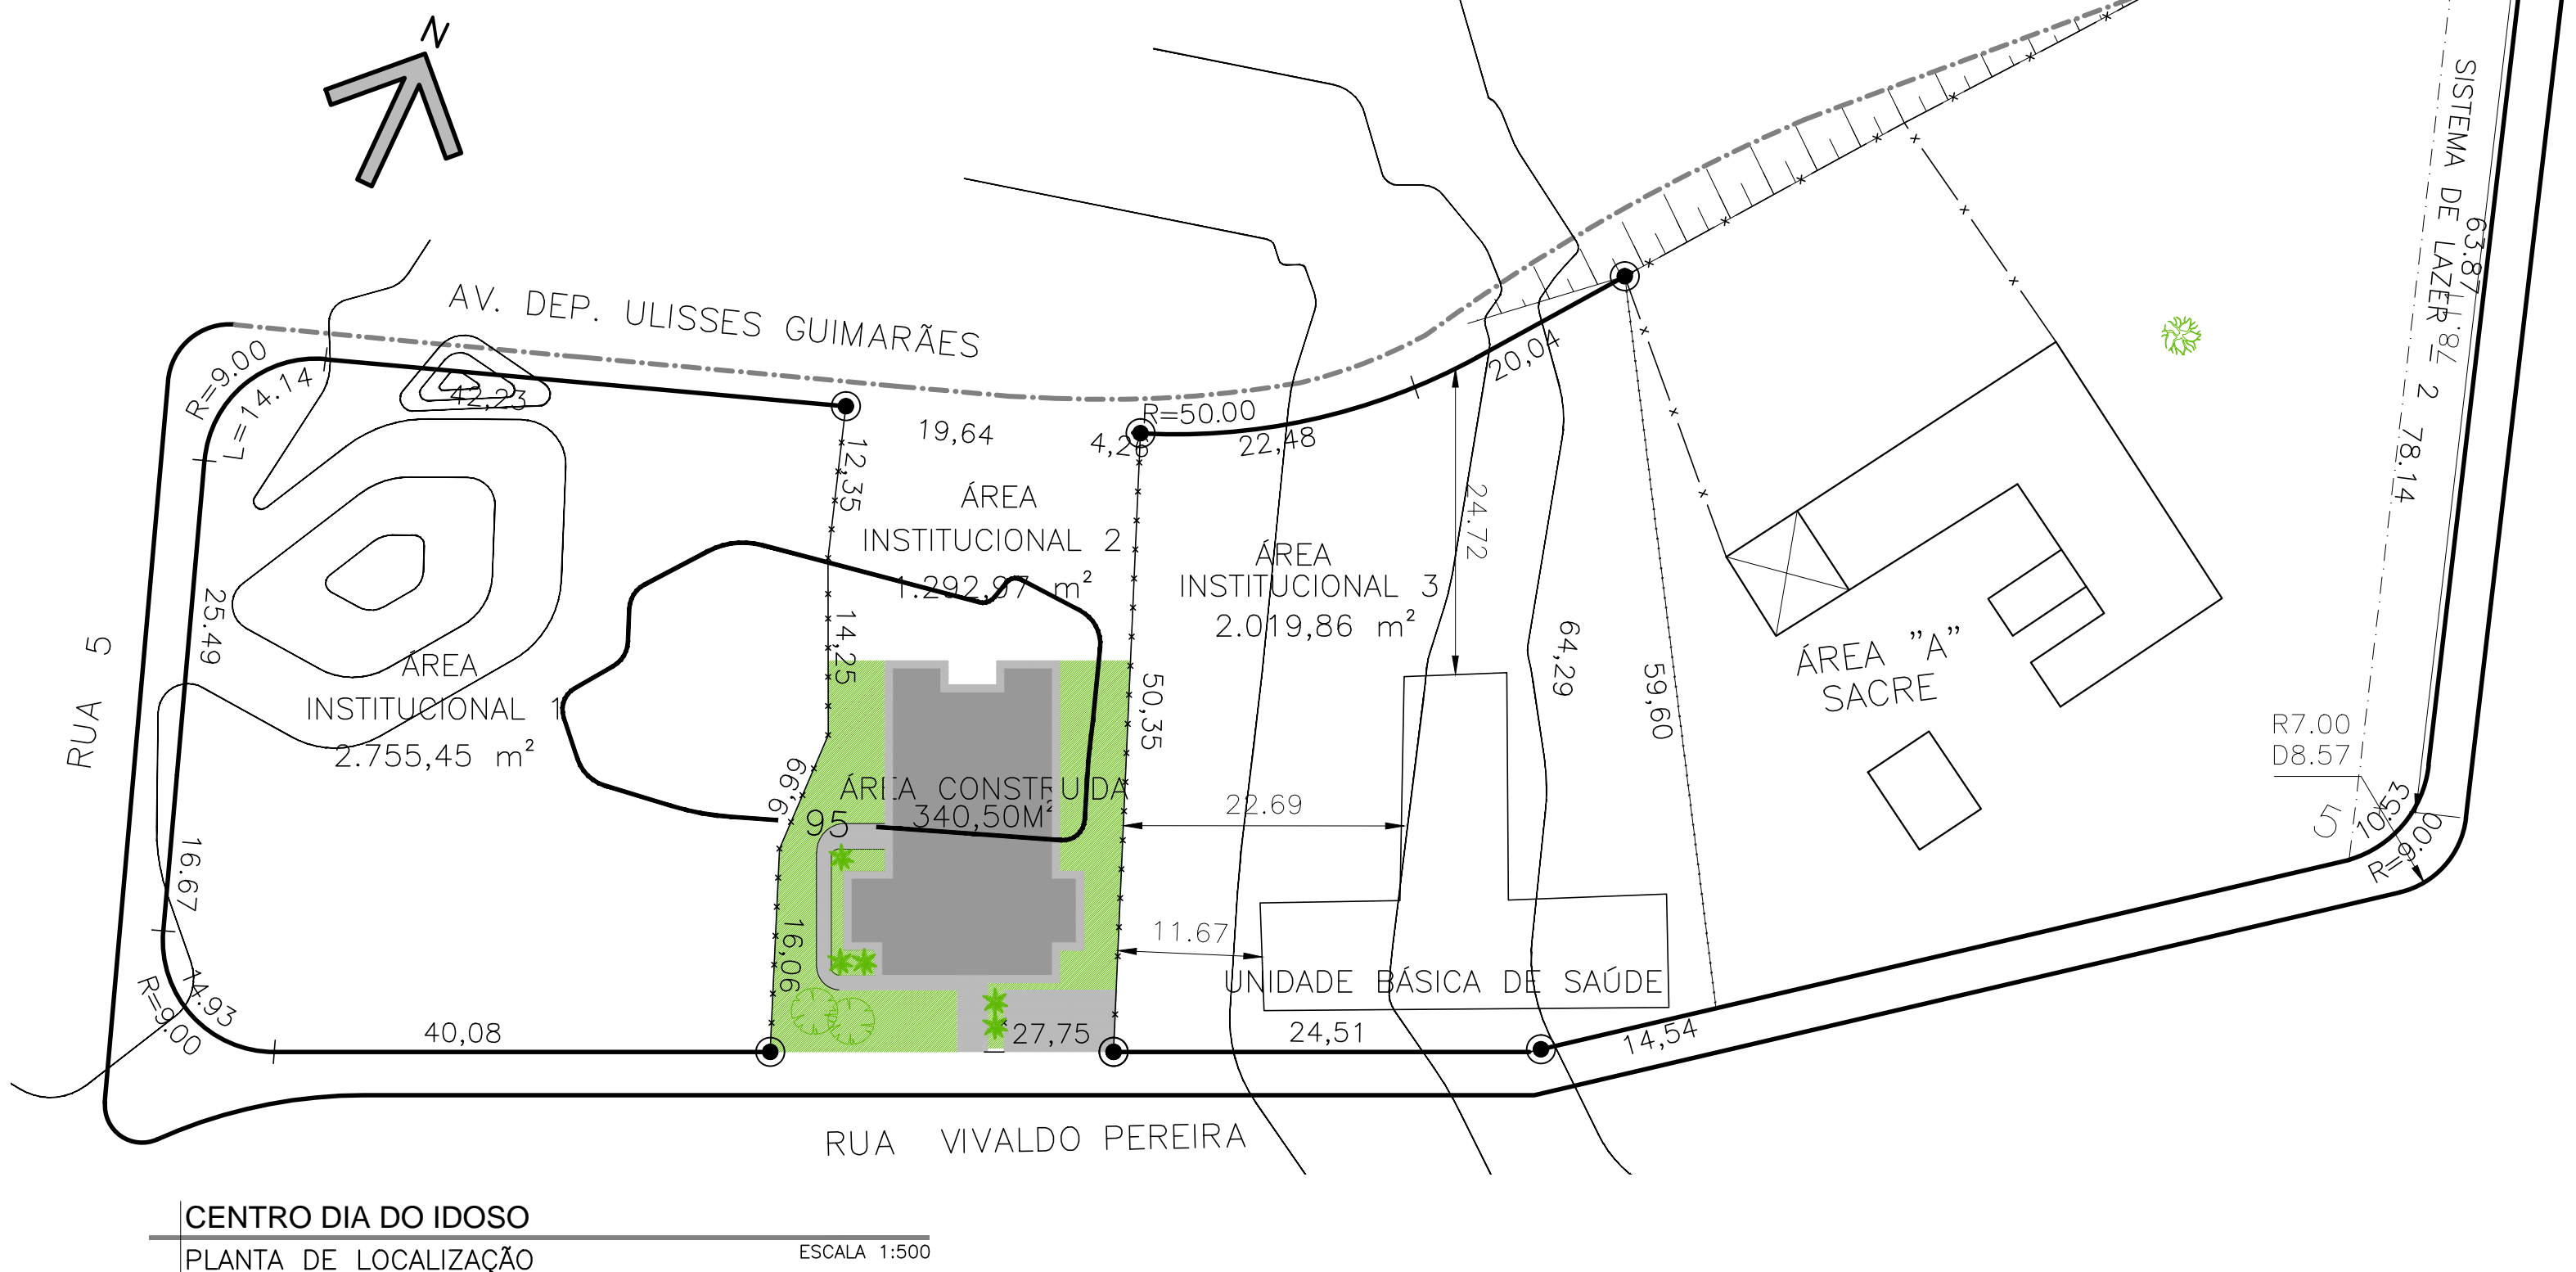 N
AV. DEP. ULISSES GUIMARÃES
R=9.00
L=14.14
42,23
19,64
4,26
R=50.00
22,48
20,04
12,35
ÁREA
INSTITUCIONAL 2
1.292,97 m²
ÁREA
INSTITUCIONAL 3
2.019,86 m²
24.72
SISTEMA DE LAZER – 2
63.87
78.11
78.14
RUA 5
25.49
ÁREA
INSTITUCIONAL 1
2.755,45 m²
14,25
50,35
64,29
59,60
ÁREA "A"
SACRE
R7.00
D8.57
6,66
ÁREA CONSTRUIDA
340,50M²
95
22.69
5
10.53
R=9.00
16.67
16,06
11.67
UNIDADE BÁSICA DE SAÚDE
14.93
R=9.00
40,08
27,75
24,51
14,54
RUA VIVALDO PEREIRA
CENTRO DIA DO IDOSO
PLANTA DE LOCALIZAÇÃO
ESCALA 1:500